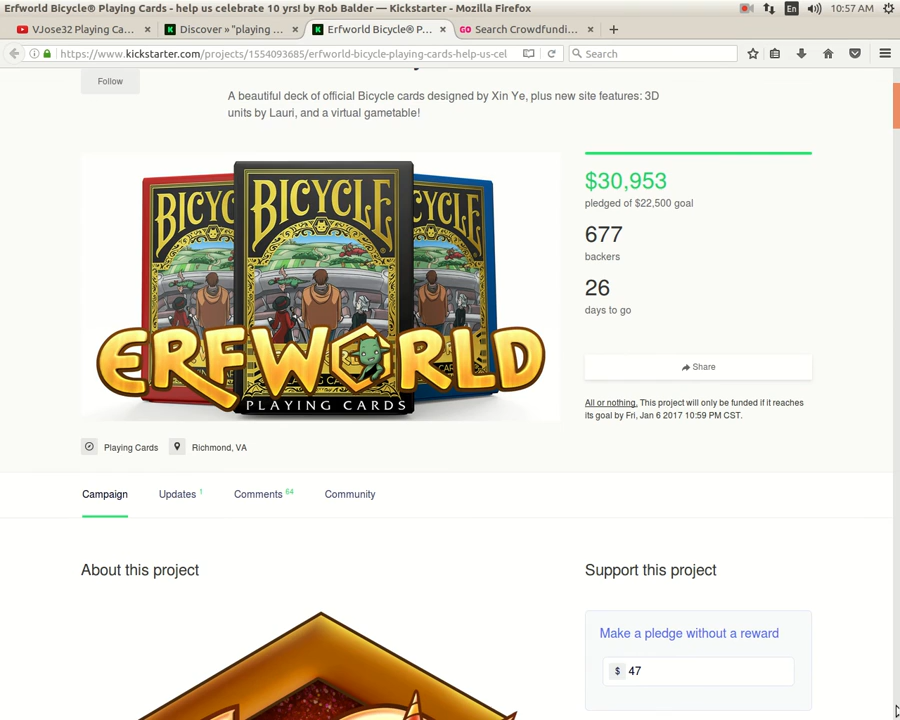 Erfworld Bicycle® Playing Cards - help us celebrate 10 yrs! by Rob Balder — Kickstarter - Mozilla Firefox
En
10:57 AM
VJose32 Playing Ca...
Discover » "playing ...
Erfworld Bicycle® P...
GO Search Crowdfundi...
https://www.kickstarter.com/projects/1554093685/erfworld-bicycle-playing-cards-help-us-cel
Search
Follow
A beautiful deck of official Bicycle cards designed by Xin Ye, plus new site features: 3D
units by Lauri, and a virtual gametable!
BICYCLE
ERFWORLD
PLAYING CARDS
$30,953
pledged of $22,500 goal
677
backers
26
days to go
Share
All or nothing. This project will only be funded if it reaches
its goal by Fri, Jan 6 2017 10:59 PM CST.
Playing Cards
Richmond, VA
Campaign
Updates 1
Comments 64
Community
About this project
Support this project
Make a pledge without a reward
$ 47